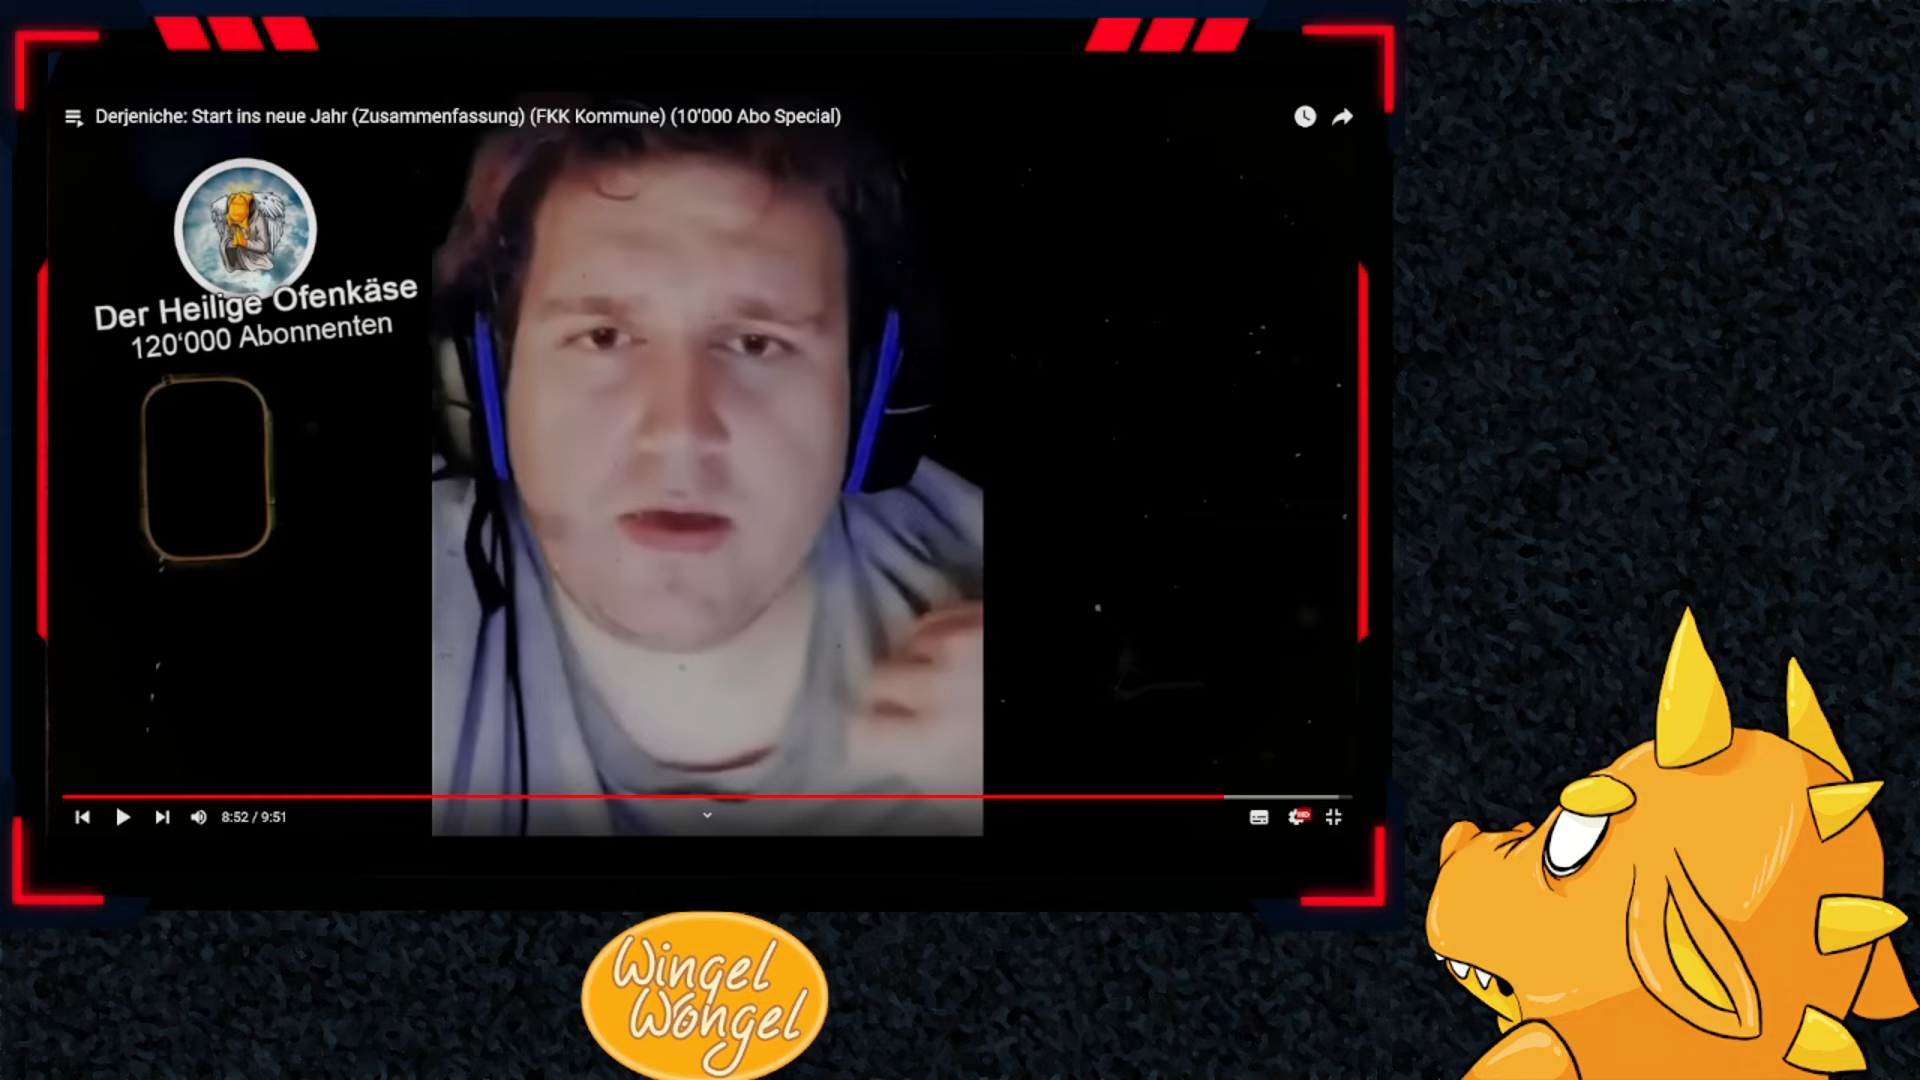 Derjeniche: Start ins neue Jahr (Zusammenfassung) (FKK Kommune) (10'000 Abo Special)
Der Heilige Ofenkäse
120'000 Abonnenten
8:52 / 9:51
HD
Wingel
Wongel